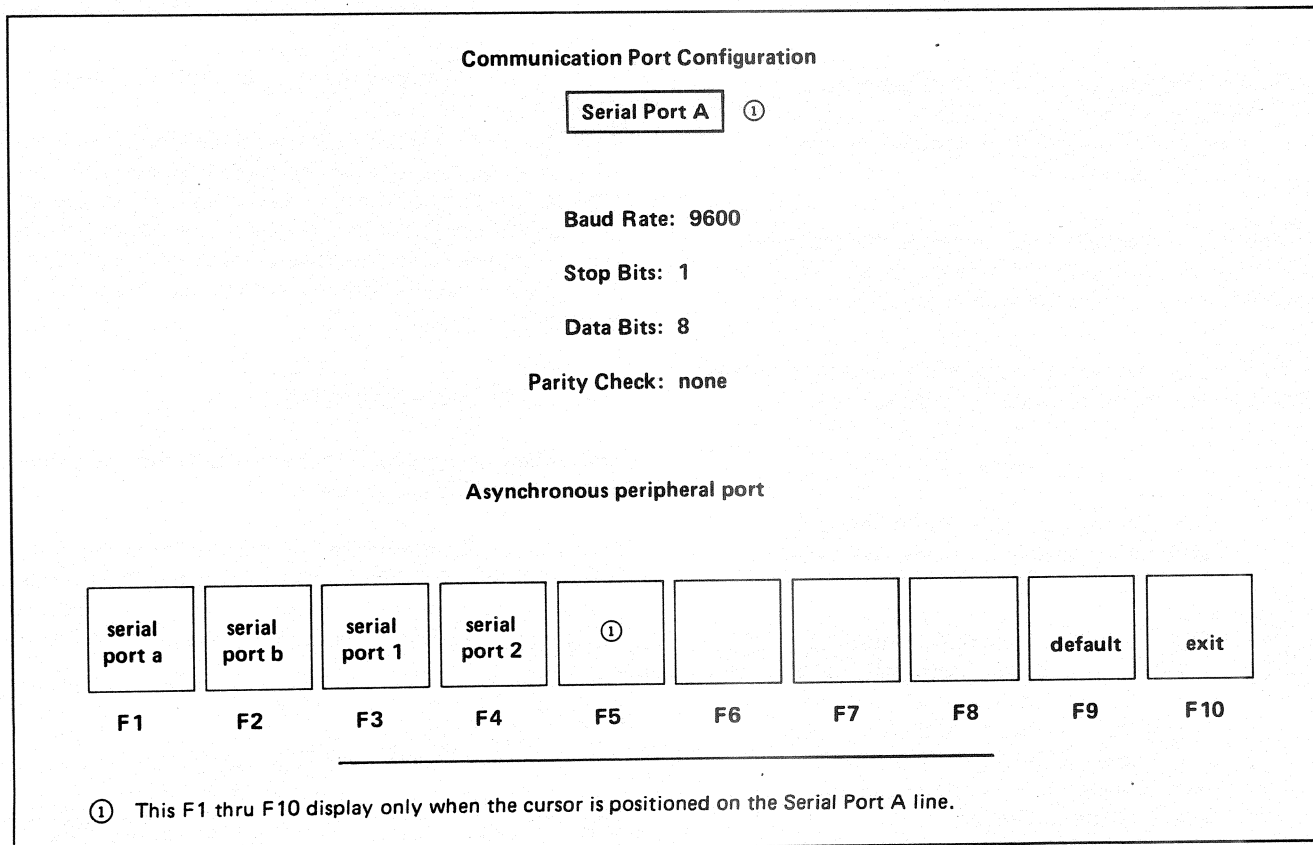 Communication Port Configuration
Serial Port A ①
Baud Rate: 9600
Stop Bits: 1
Data Bits: 8
Parity Check: none
Asynchronous peripheral port
serial port a
serial port b
serial port 1
serial port 2
①
default
exit
F1 F2 F3 F4 F5 F6 F7 F8 F9 F10
① This F1 thru F10 display only when the cursor is positioned on the Serial Port A line.